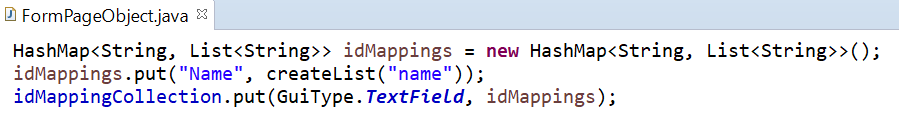 FormPageObject.java
HashMap<String, List<String>> idMappings = new HashMap<String, List<String>>();
idMappings.put("Name", createList("name"));
idMappingCollection.put(GuiType.TextField, idMappings);